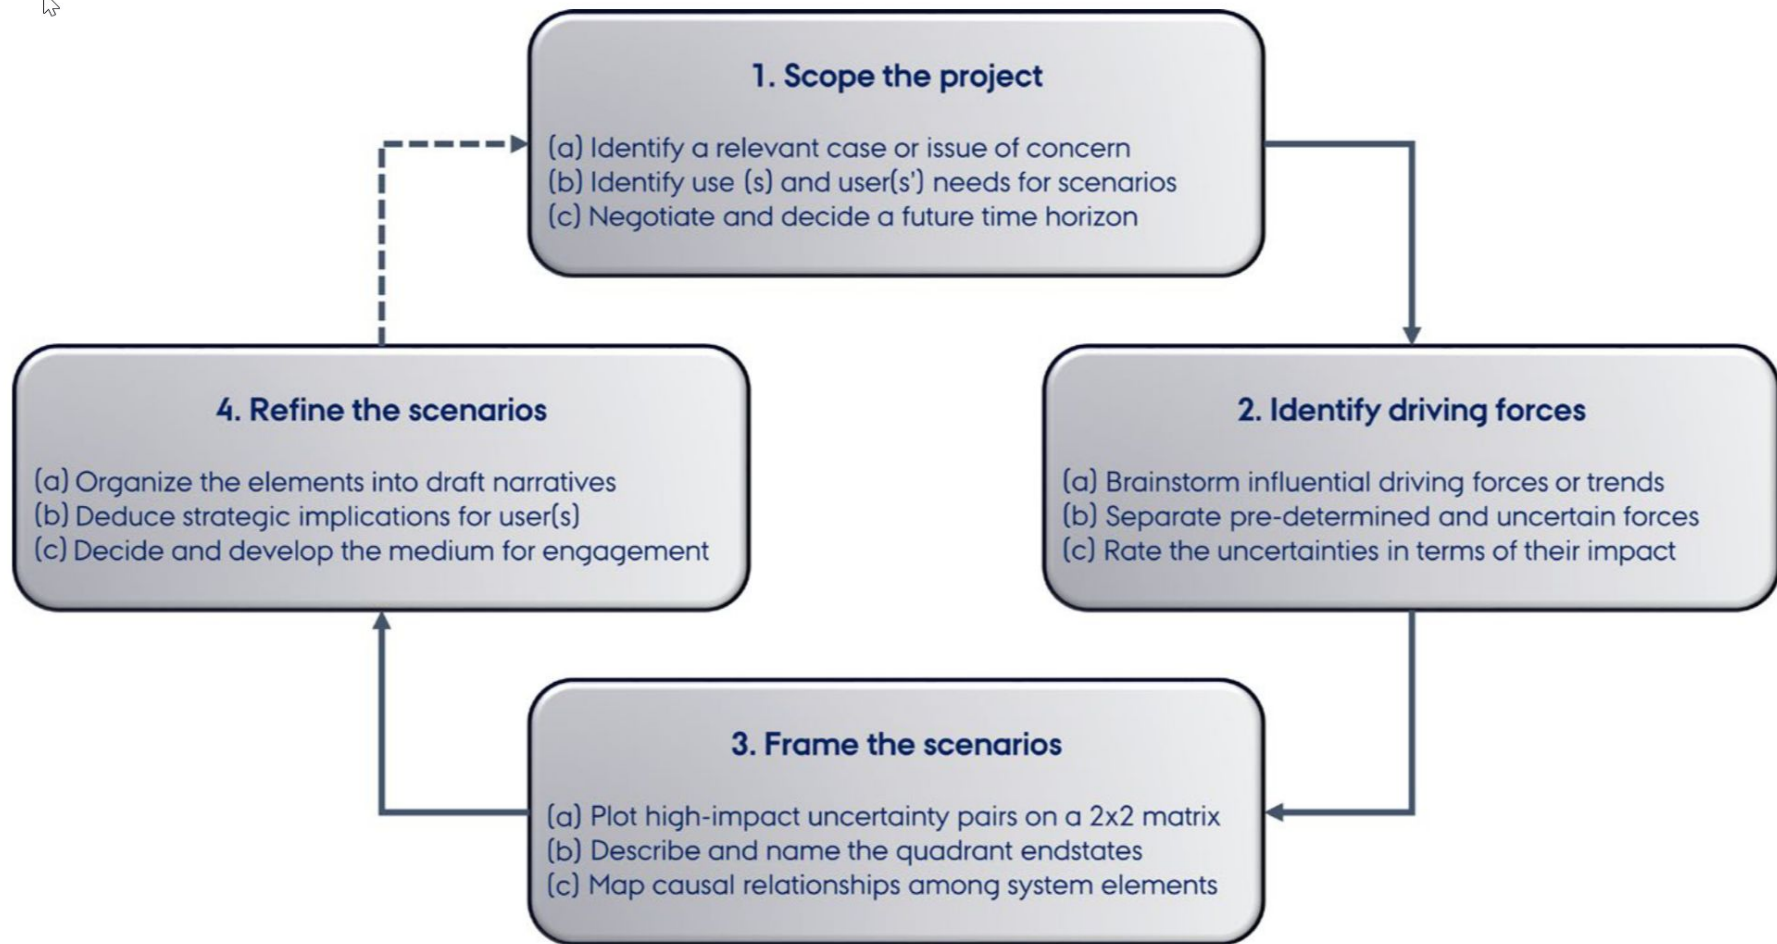 1. Scope the project
(a) Identify a relevant case or issue of concern
(b) Identify use (s) and user(s') needs for scenarios
(c) Negotiate and decide a future time horizon
2. Identify driving forces
(a) Brainstorm influential driving forces or trends
(b) Separate pre-determined and uncertain forces
(c) Rate the uncertainties in terms of their impact
3. Frame the scenarios
(a) Plot high-impact uncertainty pairs on a 2x2 matrix
(b) Describe and name the quadrant endstates
(c) Map causal relationships among system elements
4. Refine the scenarios
(a) Organize the elements into draft narratives
(b) Deduce strategic implications for user(s)
(c) Decide and develop the medium for engagement